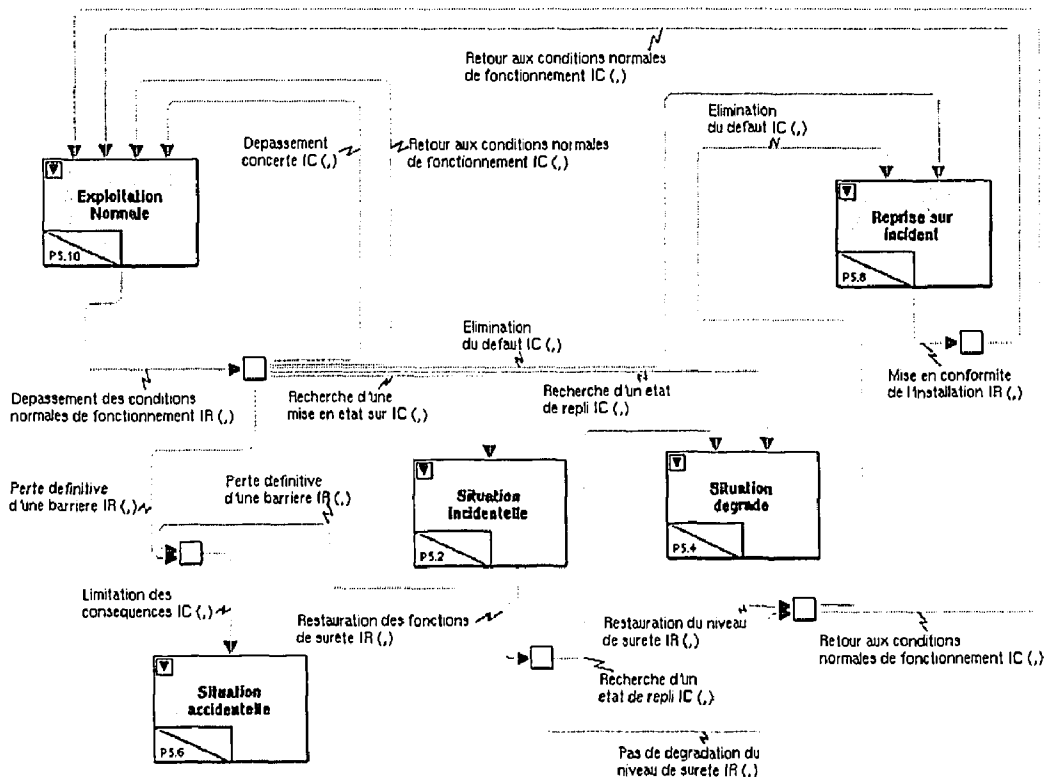 Retour aux conditions normales
de fonctionnement IC (,)
Elimination
du defaut IC (,)
Depassement
concerte IC (,)
Retour aux conditions normales
de fonctionnement IC (,)
Exploitation
Normale
P5.10
Reprise sur
incident
P5.8
Elimination
du defaut IC (,)
Depassement des conditions
normales de fonctionnement IR (,)
Recherche d'une
mise en etat sur IC (,)
Recherche d'un etat
de repli IC (,)
Mise en conformite
de l'installation IR (,)
Perte definitive
d'une barriere IR (,)
Perte definitive
d'une barriere IR (,)
Situation
incidentelle
P5.2
Situation
degrade
P5.4
Limitation des
consequences IC (,)
Restauration des fonctions
de surete IR (,)
Restauration du niveau
de surete IR (,)
Retour aux conditions
normales de fonctionnement IC (,)
Situation
accidentelle
P5.6
Recherche d'un
etat de repli IC (,)
Pas de degradation du
niveau de surete IR (,)